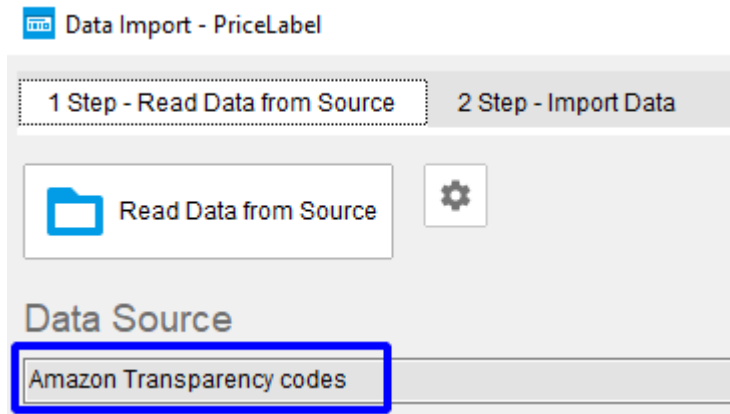 Data Import - PriceLabel
1 Step - Read Data from Source
2 Step - Import Data
Read Data from Source
Data Source
Amazon Transparency codes